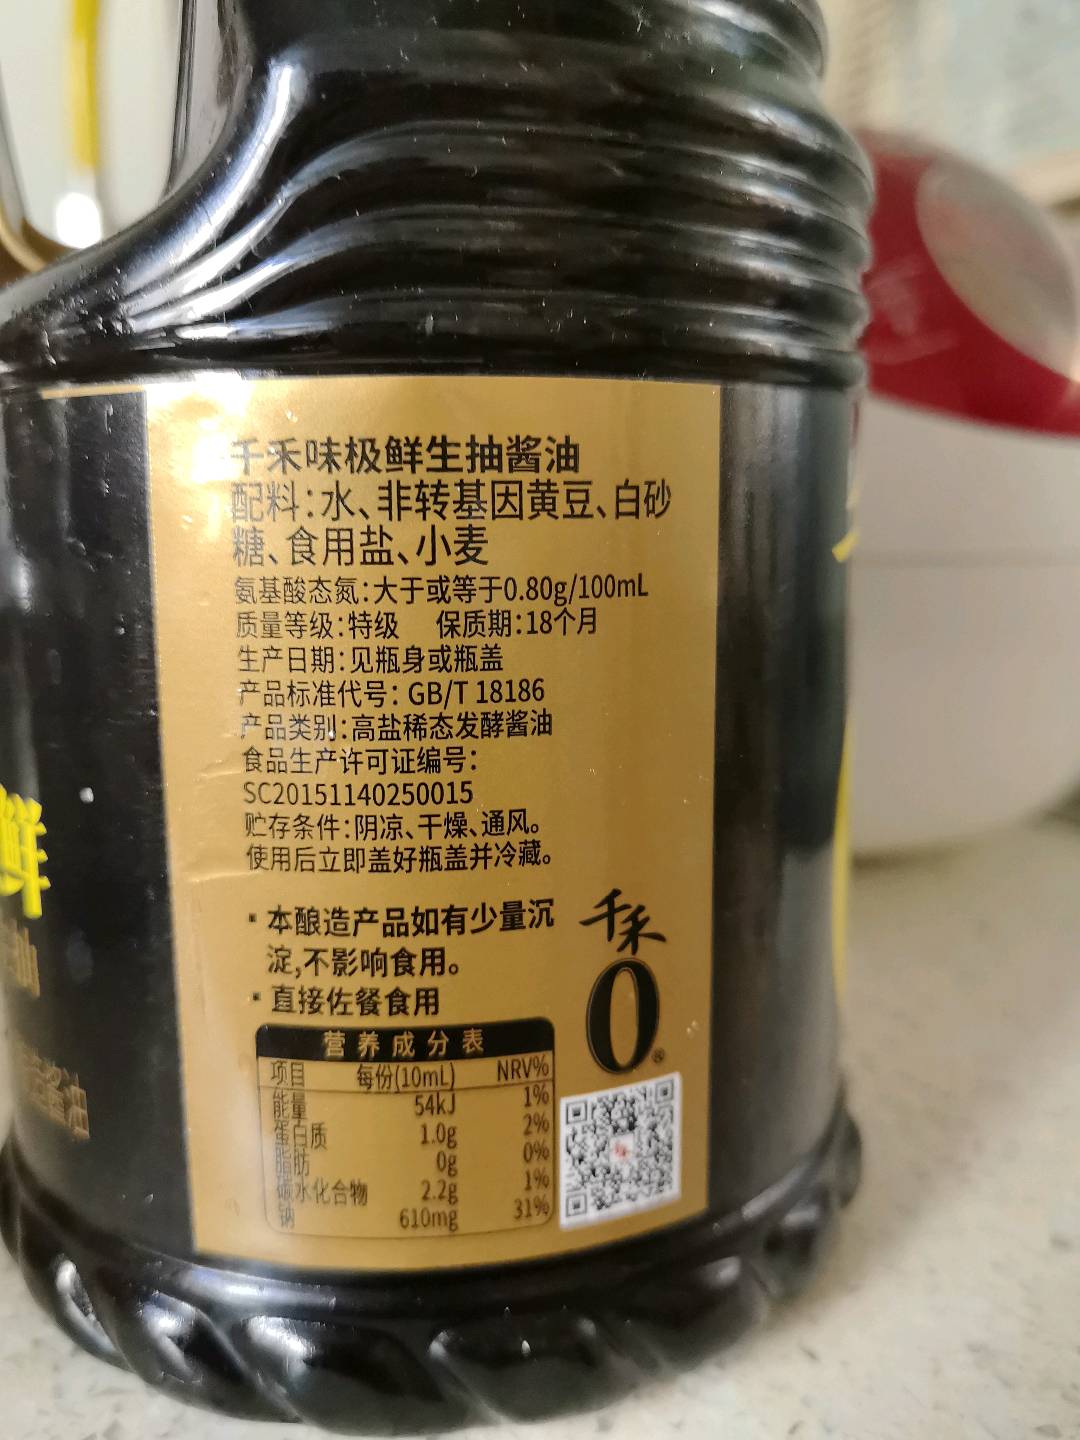 千禾味极鲜生抽酱油
配料:水、非转基因黄豆、白砂
糖、食用盐、小麦
氨基酸态氮:大于或等于0.80g/100mL
质量等级:特级 保质期:18个月
生产日期:见瓶身或瓶盖
产品标准代号: GB/T 18186
产品类别:高盐稀态发酵酱油
食品生产许可证编号:
SC20151140250015
贮存条件:阴凉、干燥、通风。
使用后立即盖好瓶盖并冷藏。
▪ 本酿造产品如有少量沉
淀,不影响食用。
▪ 直接佐餐食用
千禾
0®
营养成分表
项目 每份(10mL) NRV%
能量 54kJ 1%
蛋白质 1.0g 2%
脂肪 0g 0%
碳水化合物 2.2g 1%
钠 610mg 31%
鲜
油
酱油